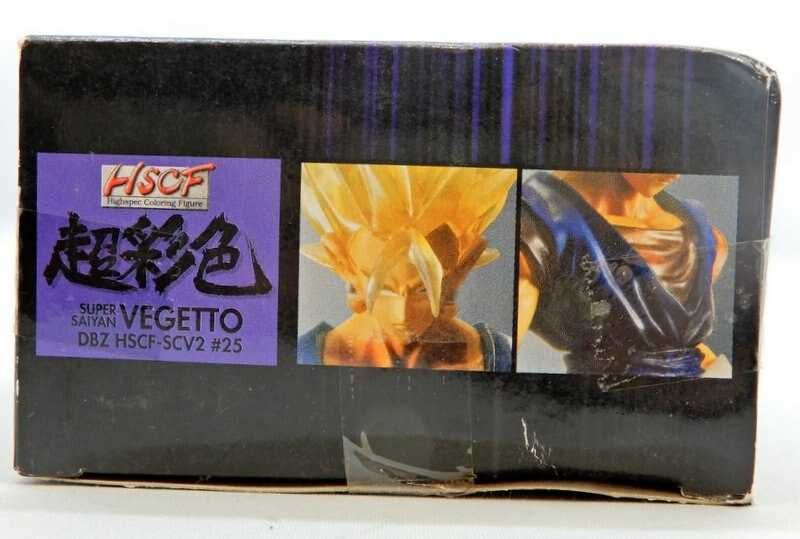 HSCF
Highspec Coloring Figure
超彩色
SUPER SAIYAN VEGETTO
DBZ HSCF-SCV2 #25